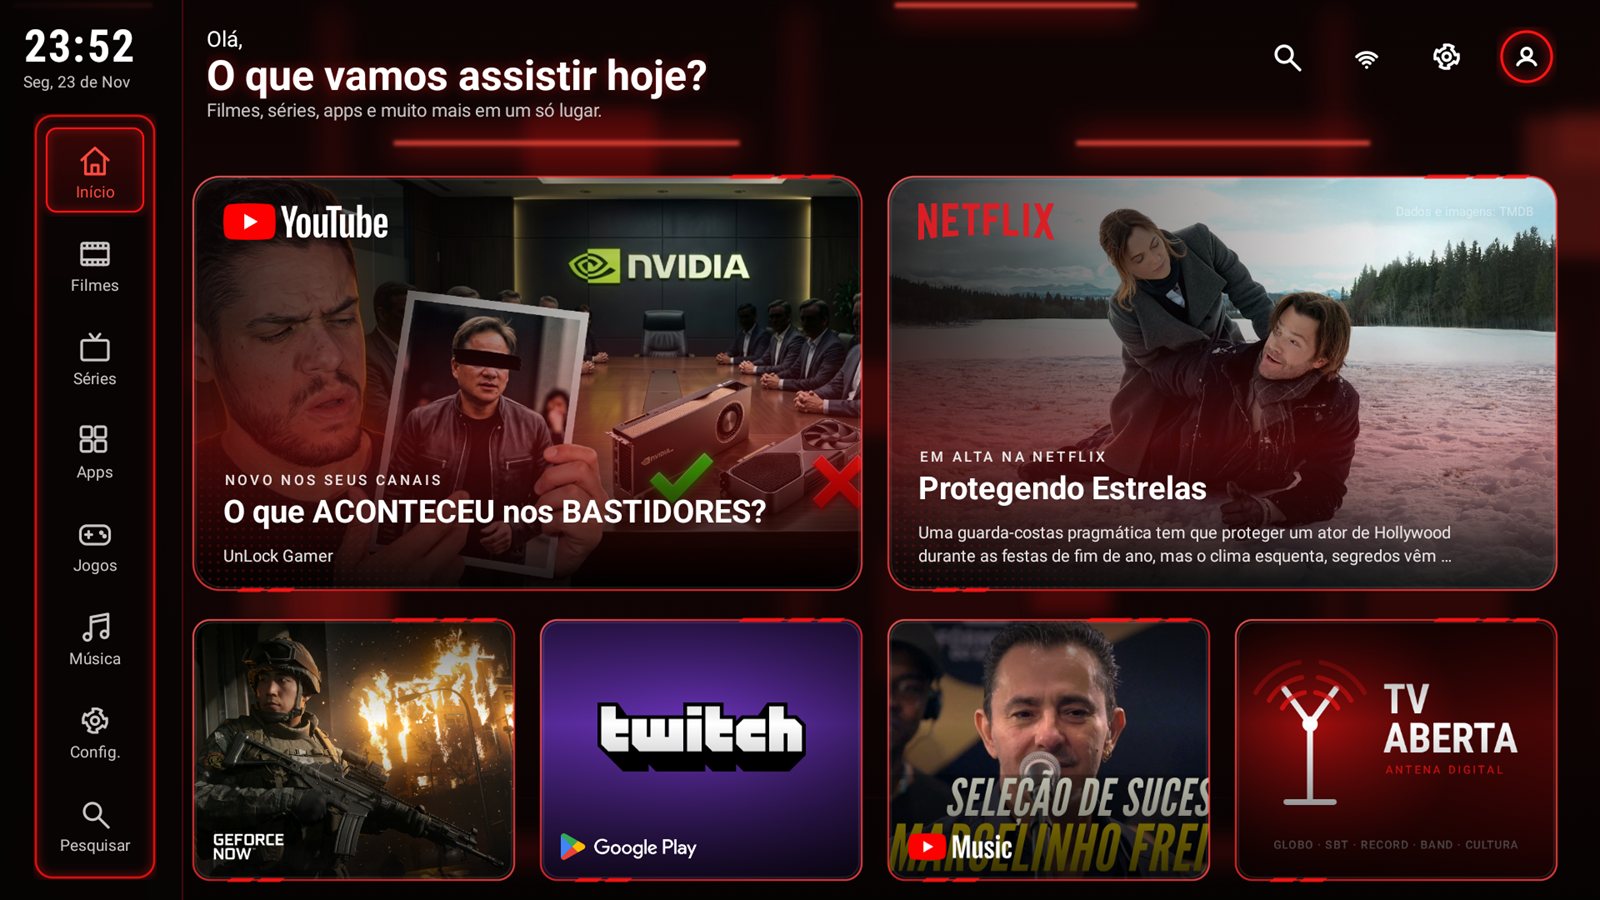 23:52
Seg, 23 de Nov
Olá,
O que vamos assistir hoje?
Filmes, séries, apps e muito mais em um só lugar.
Início
Filmes
Séries
Apps
Jogos
Música
Config.
Pesquisar
YouTube
NVIDIA
NVIDIA
NOVO NOS SEUS CANAIS
O que ACONTECEU nos BASTIDORES?
UnLock Gamer
NETFLIX
Dados e imagens: TMDB
EM ALTA NA NETFLIX
Protegendo Estrelas
Uma guarda-costas pragmática tem que proteger um ator de Hollywood
durante as festas de fim de ano, mas o clima esquenta, segredos vêm ...
GEFORCE
NOW
twitch
Google Play
SELEÇÃO DE SUCES
MARCELINHO FREI
Music
TV
ABERTA
ANTENA DIGITAL
GLOBO · SBT · RECORD · BAND · CULTURA